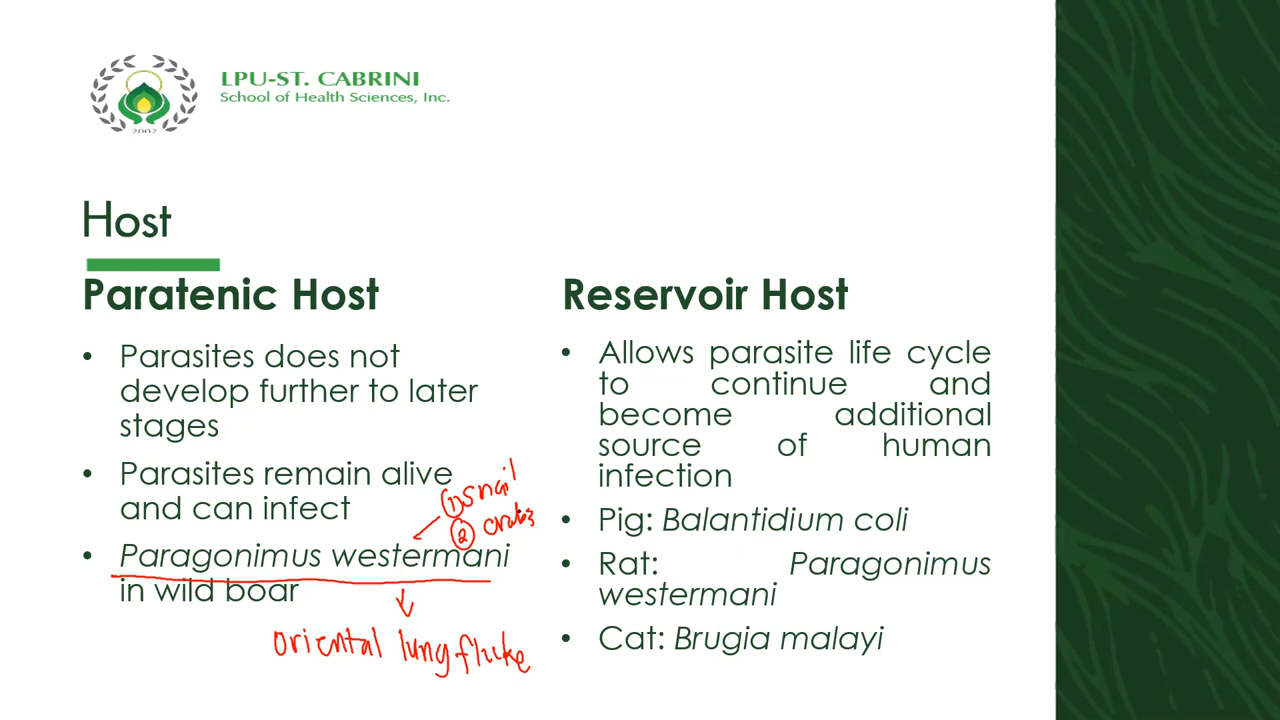 LPU-ST. CABRINI
School of Health Sciences, Inc.
2002
Host
Paratenic Host
• Parasites does not
develop further to later
stages
• Parasites remain alive
and can infect
① snail
② crabs
• Paragonimus westermani
in wild boar
oriental lung fluke
Reservoir Host
• Allows parasite life cycle
to continue and
become additional
source of human
infection
• Pig: Balantidium coli
• Rat: Paragonimus
westermani
• Cat: Brugia malayi